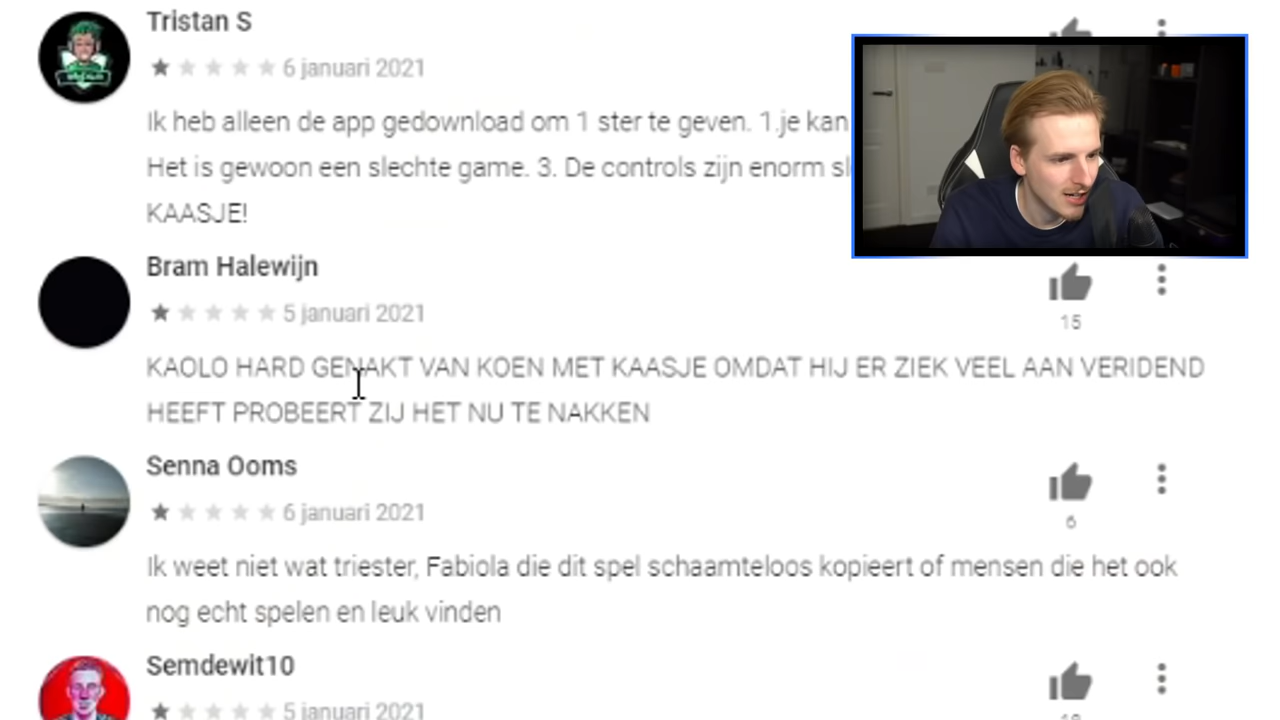 Tristan S
6 januari 2021
Ik heb alleen de app gedownload om 1 ster te geven. 1.je kan
Het is gewoon een slechte game. 3. De controls zijn enorm
KAASJE!
Bram Halewijn
5 januari 2021
15
KAOLO HARD GENAKT VAN KOEN MET KAASJE OMDAT HIJ ER ZIEK VEEL AAN VERIDEND
HEEFT PROBEERT ZIJ HET NU TE NAKKEN
Senna Ooms
6 januari 2021
6
Ik weet niet wat triester, Fabiola die dit spel schaamteloos kopieert of mensen die het ook
nog echt spelen en leuk vinden
Semdewit10
5 januari 2021